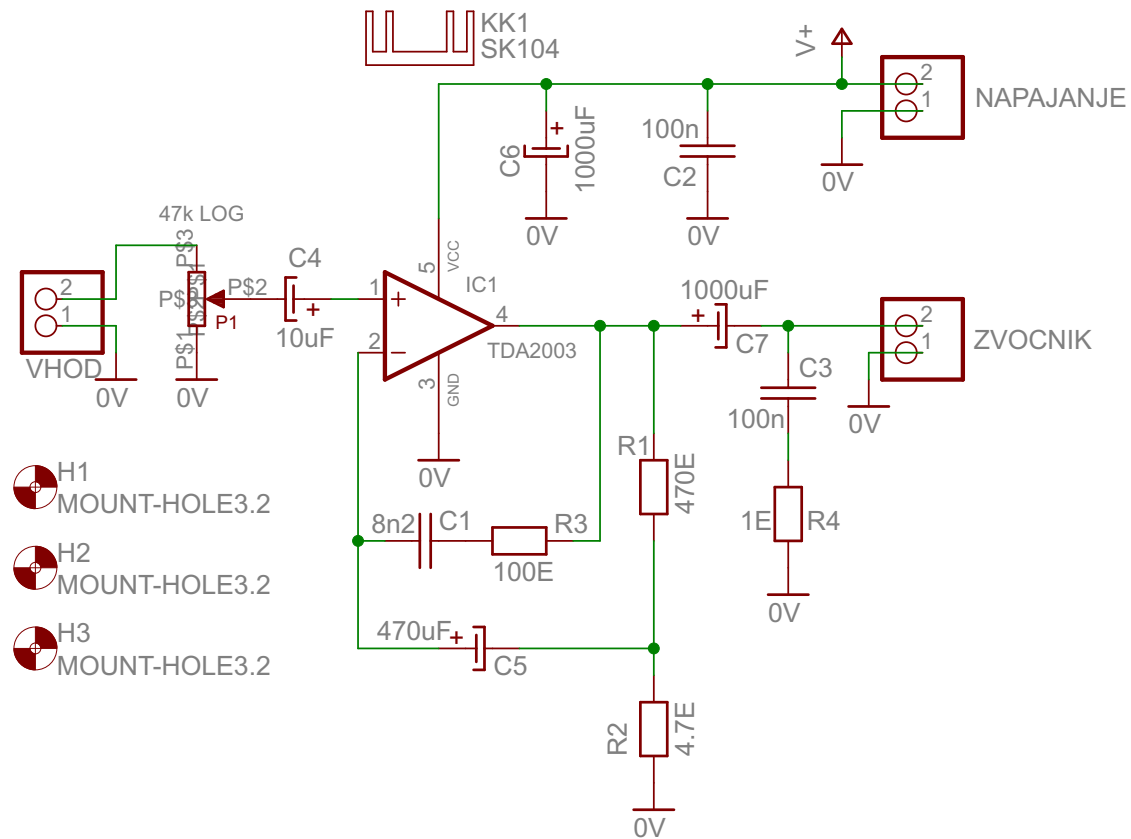 KK1
SK104
V+
2
1
NAPAJANJE
0V
C6
+
1000uF
0V
100n
C2
0V
47k LOG
P$3
P$2
P$1
P1
2
1
VHOD
0V
0V
C4
+
10uF
1
+
2
−
5
VCC
IC1
4
TDA2003
3
GND
0V
1000uF
+
C7
2
1
ZVOCNIK
0V
C3
100n
1E
R4
0V
R1
470E
8n2
C1
R3
100E
470uF
+
C5
R2
4.7E
0V
H1
MOUNT-HOLE3.2
H2
MOUNT-HOLE3.2
H3
MOUNT-HOLE3.2